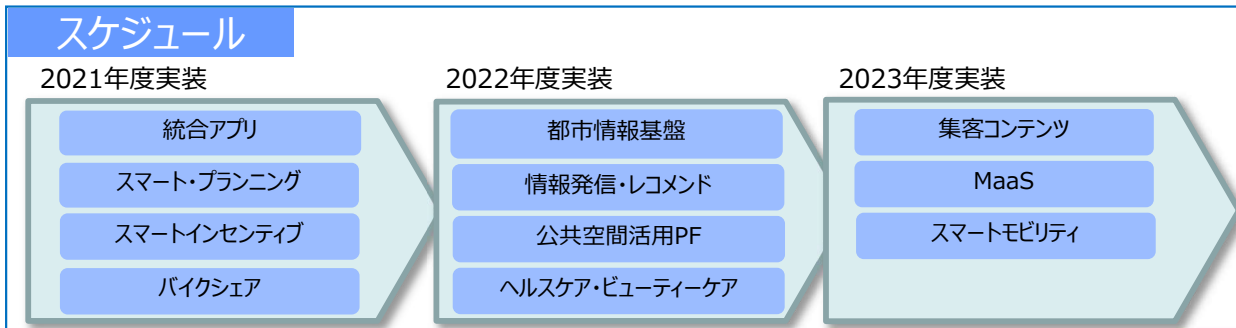 スケジュール
2021年度実装
統合アプリ
スマート・プランニング
スマートインセンティブ
バイクシェア
2022年度実装
都市情報基盤
情報発信・レコメンド
公共空間活用PF
ヘルスケア・ビューティーケア
2023年度実装
集客コンテンツ
MaaS
スマートモビリティ